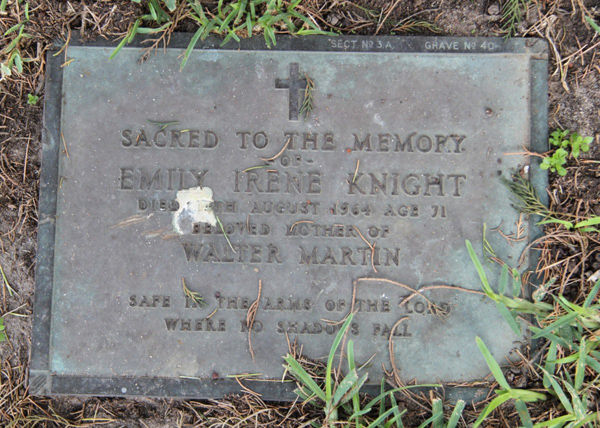 SECT Nº 3A. GRAVE Nº 40
SACRED TO THE MEMORY
OF
EMILY IRENE KNIGHT
DIED AUGUST 1964 AGE 71
BELOVED MOTHER OF
WALTER MARTIN
SAFE IN THE ARMS OF THE LORD
WHERE NO SHADOWS FALL